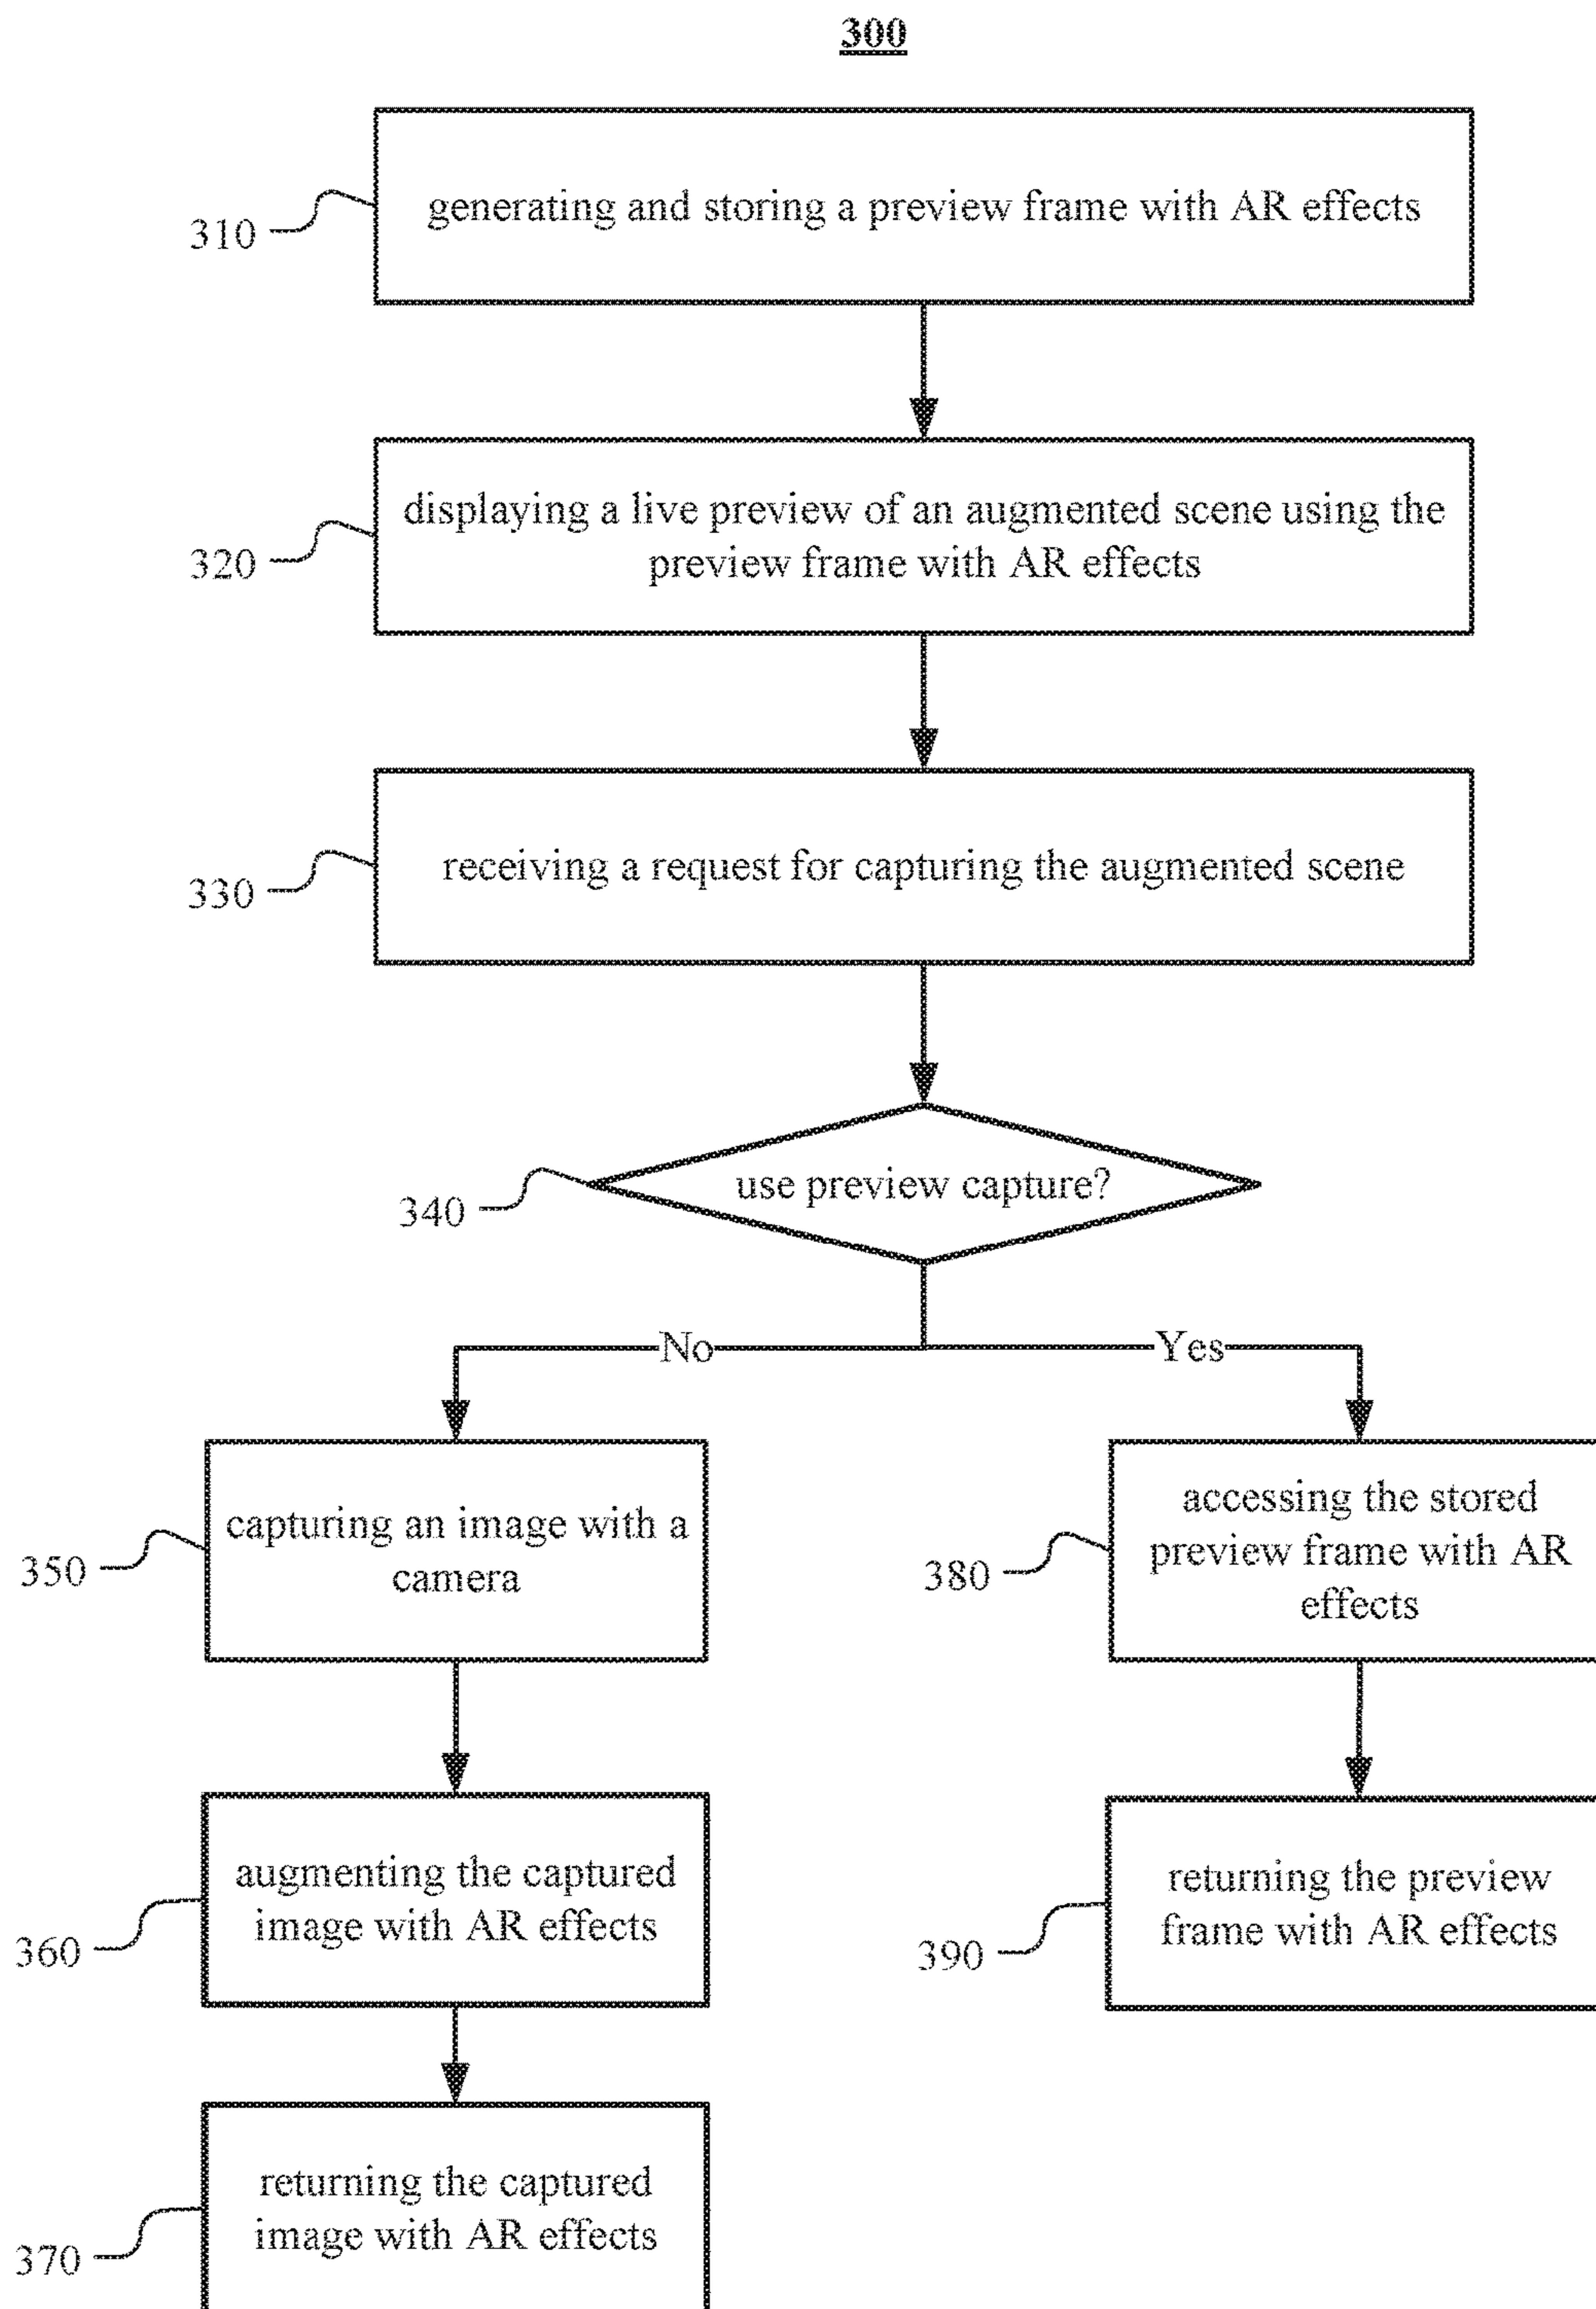 300
310
generating and storing a preview frame with AR effects
320
displaying a live preview of an augmented scene using the
preview frame with AR effects
330
receiving a request for capturing the augmented scene
340
use preview capture?
No
Yes
350
capturing an image with a
camera
380
accessing the stored
preview frame with AR
effects
360
augmenting the captured
image with AR effects
390
returning the preview
frame with AR effects
370
returning the captured
image with AR effects